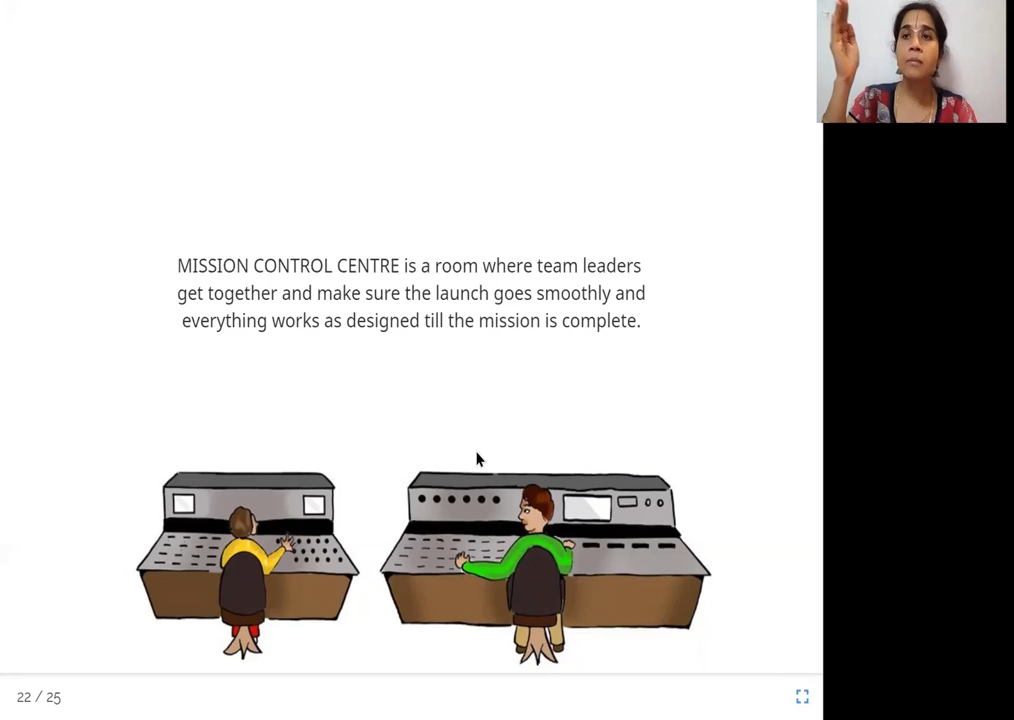 MISSION CONTROL CENTRE is a room where team leaders
get together and make sure the launch goes smoothly and
everything works as designed till the mission is complete.
22 / 25